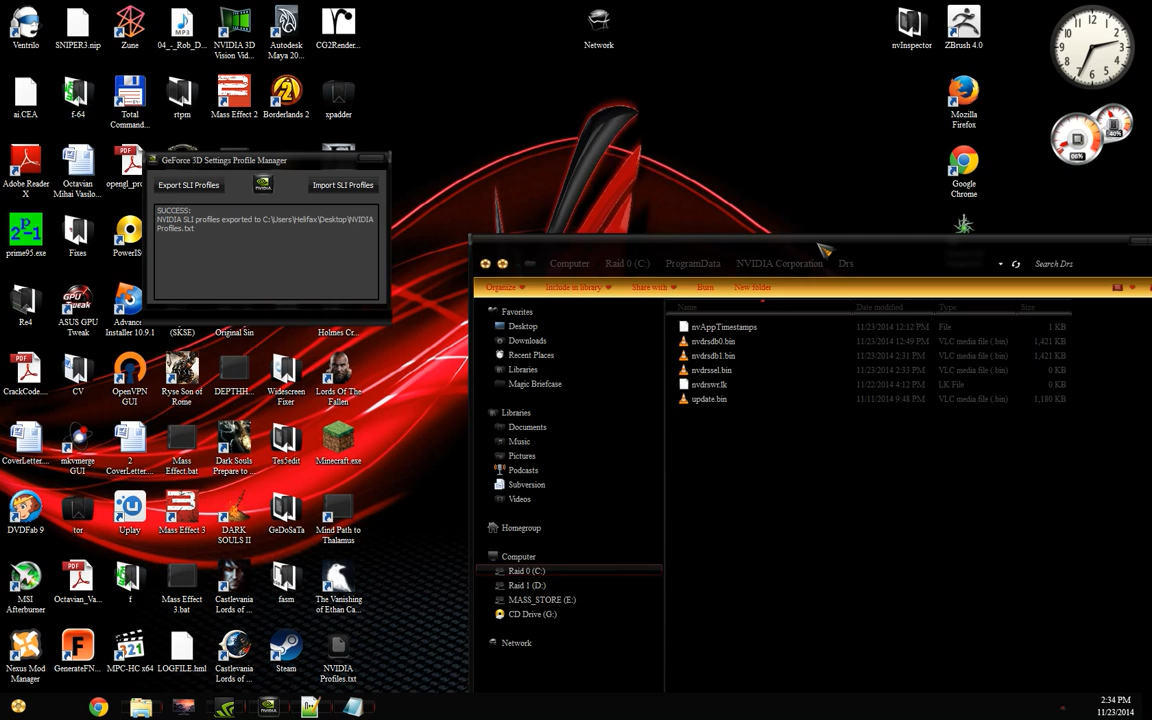 Ventrilo
SNIPER3.nip
Zune
04_-_Rob_D...
NVIDIA 3D
Vision Vid...
Autodesk
Maya 20...
CG2Render...
Network
nvInspector
ZBrush 4.0
ai.CEA
f-64
Total
Command...
rtpm
Mass Effect 2
Borderlands 2
xpadder
Mozilla
Firefox
Adobe Reader
X
Octavian
Mihai Vasilo...
opengl_pro
Google
Chrome
GeForce 3D Settings Profile Manager
Export SLI Profiles
Import SLI Profiles
SUCCESS:
NVIDIA SLI profiles exported to C:\Users\Helifax\Desktop\NVIDIA
Profiles.txt
prime95.exe
Fixes
PowerIS
Re4
ASUS GPU
Tweak
Advanc
Installer 10.9.1
(SKSE)
Original Sin
Holmes Cr...
Computer
Raid 0 (C:)
ProgramData
NVIDIA Corporation
Drs
Search Drs
Organize
Include in library
Share with
Burn
New folder
Name
Date modified
Type
Size
nvAppTimestamps 11/23/2014 12:12 PM File 1 KB
nvdrsdb0.bin 11/23/2014 12:49 PM VLC media file (.bin) 1,421 KB
nvdrsdb1.bin 11/23/2014 2:31 PM VLC media file (.bin) 1,421 KB
nvdrssel.bin 11/23/2014 2:33 PM VLC media file (.bin) 0 KB
nvdrswr.lk 11/22/2014 4:12 PM LK File 0 KB
update.bin 11/11/2014 9:48 PM VLC media file (.bin) 1,180 KB
Favorites
Desktop
Downloads
Recent Places
Libraries
Magic Briefcase
Libraries
Documents
Music
Pictures
Podcasts
Subversion
Videos
Homegroup
Computer
Raid 0 (C:)
Raid 1 (D:)
MASS_STORE (E:)
CD Drive (G:)
Network
CrackCode...
CV
OpenVPN
GUI
Ryse Son of
Rome
DEPTHH...
Widescreen
Fixer
Lords Of The
Fallen
CoverLetter....
mkvmerge
GUI
2
CoverLetter....
Mass
Effect.bat
Dark Souls
Prepare to ...
Tes5edit
Minecraft.exe
DVDFab 9
tor
Uplay
Mass Effect 3
DARK
SOULS II
GeDoSaTa
Mind Path to
Thalamus
MSI
Afterburner
Octavian_Va...
f
Mass Effect
3.bat
Castlevania
Lords of ...
fasm
The Vanishing
of Ethan Ca...
Nexus Mod
Manager
GenerateFN...
MPC-HC x64
LOGFILE.hml
Castlevania
Lords of ...
Steam
NVIDIA
Profiles.txt
2:34 PM
11/23/2014